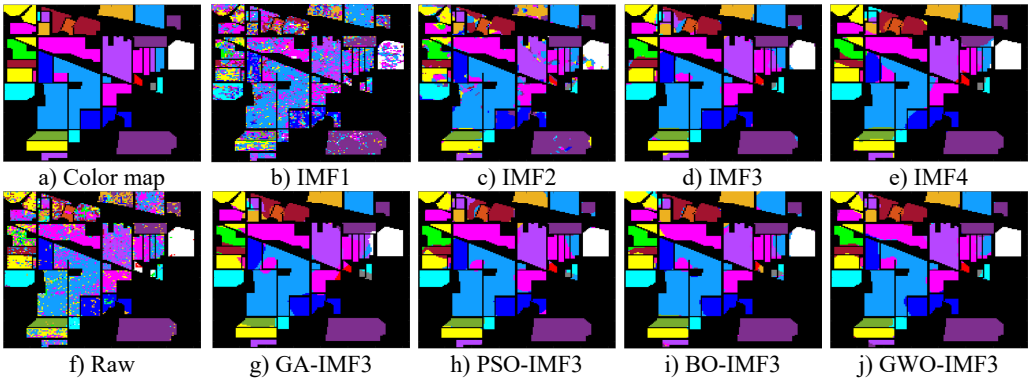 a) Color map b) IMF1 c) IMF2 d) IMF3 e) IMF4
f) Raw g) GA-IMF3 h) PSO-IMF3 i) BO-IMF3 j) GWO-IMF3